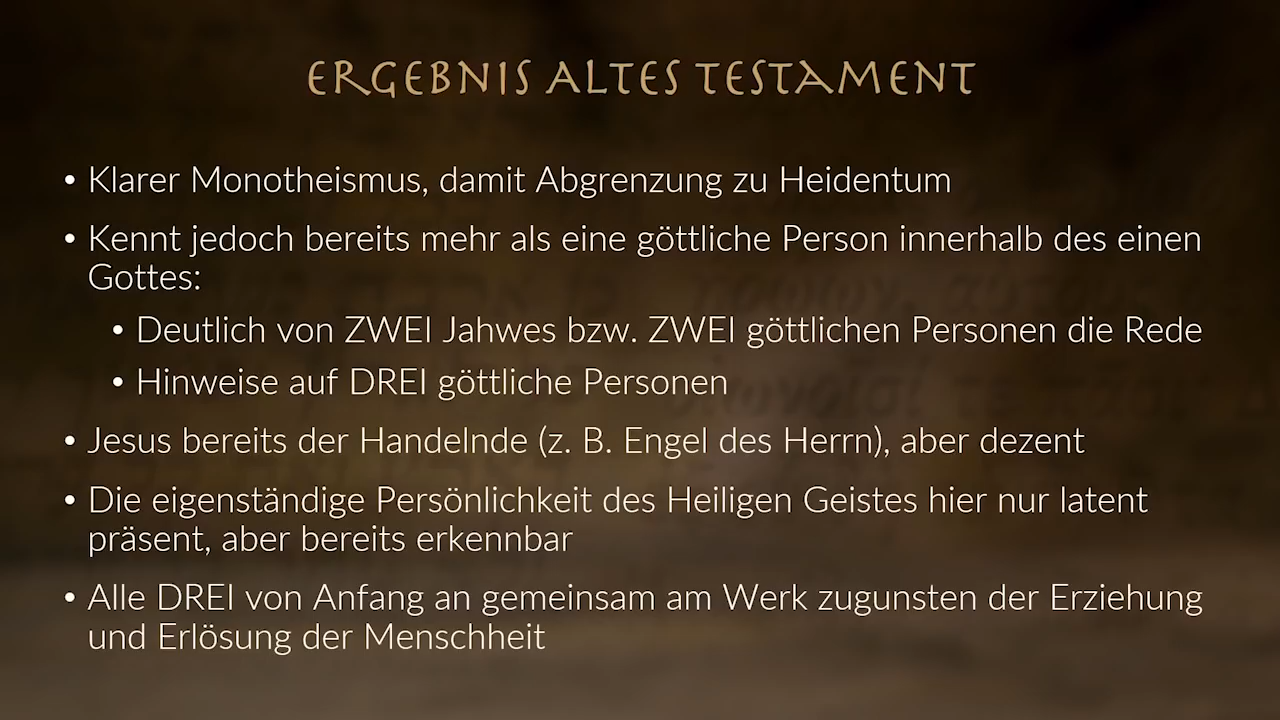 ERGEBNIS ALTES TESTAMENT
• Klarer Monotheismus, damit Abgrenzung zu Heidentum
• Kennt jedoch bereits mehr als eine göttliche Person innerhalb des einen
Gottes:
• Deutlich von ZWEI Jahwes bzw. ZWEI göttlichen Personen die Rede
• Hinweise auf DREI göttliche Personen
• Jesus bereits der Handelnde (z. B. Engel des Herrn), aber dezent
• Die eigenständige Persönlichkeit des Heiligen Geistes hier nur latent
präsent, aber bereits erkennbar
• Alle DREI von Anfang an gemeinsam am Werk zugunsten der Erziehung
und Erlösung der Menschheit